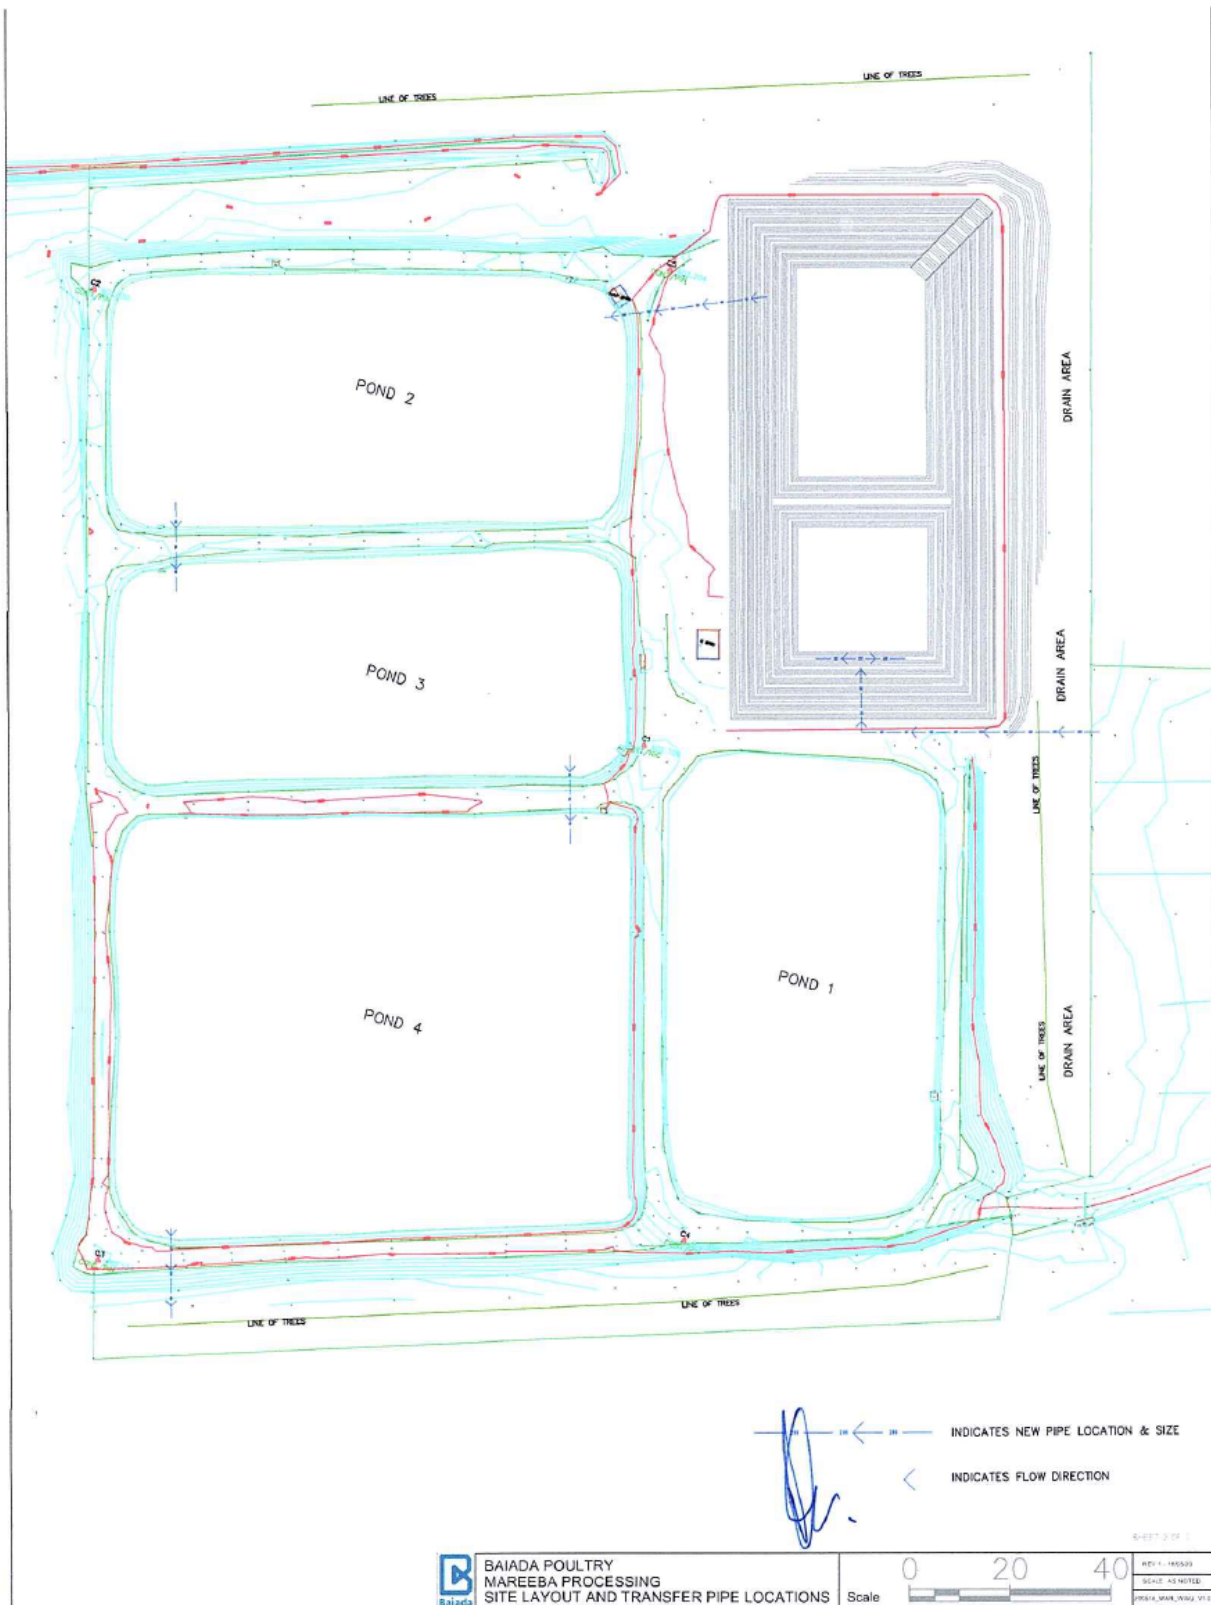 LINE OF TREES
LINE OF TREES
POND 2
DRAIN AREA
POND 3
DRAIN AREA
LINE OF TREES
POND 1
POND 4
LINE OF TREES
DRAIN AREA
LINE OF TREES
LINE OF TREES
INDICATES NEW PIPE LOCATION & SIZE
INDICATES FLOW DIRECTION
BAIADA POULTRY
MAREEBA PROCESSING
SITE LAYOUT AND TRANSFER PIPE LOCATIONS
Baiada
Scale
0 20 40
SCALE AS NOTED